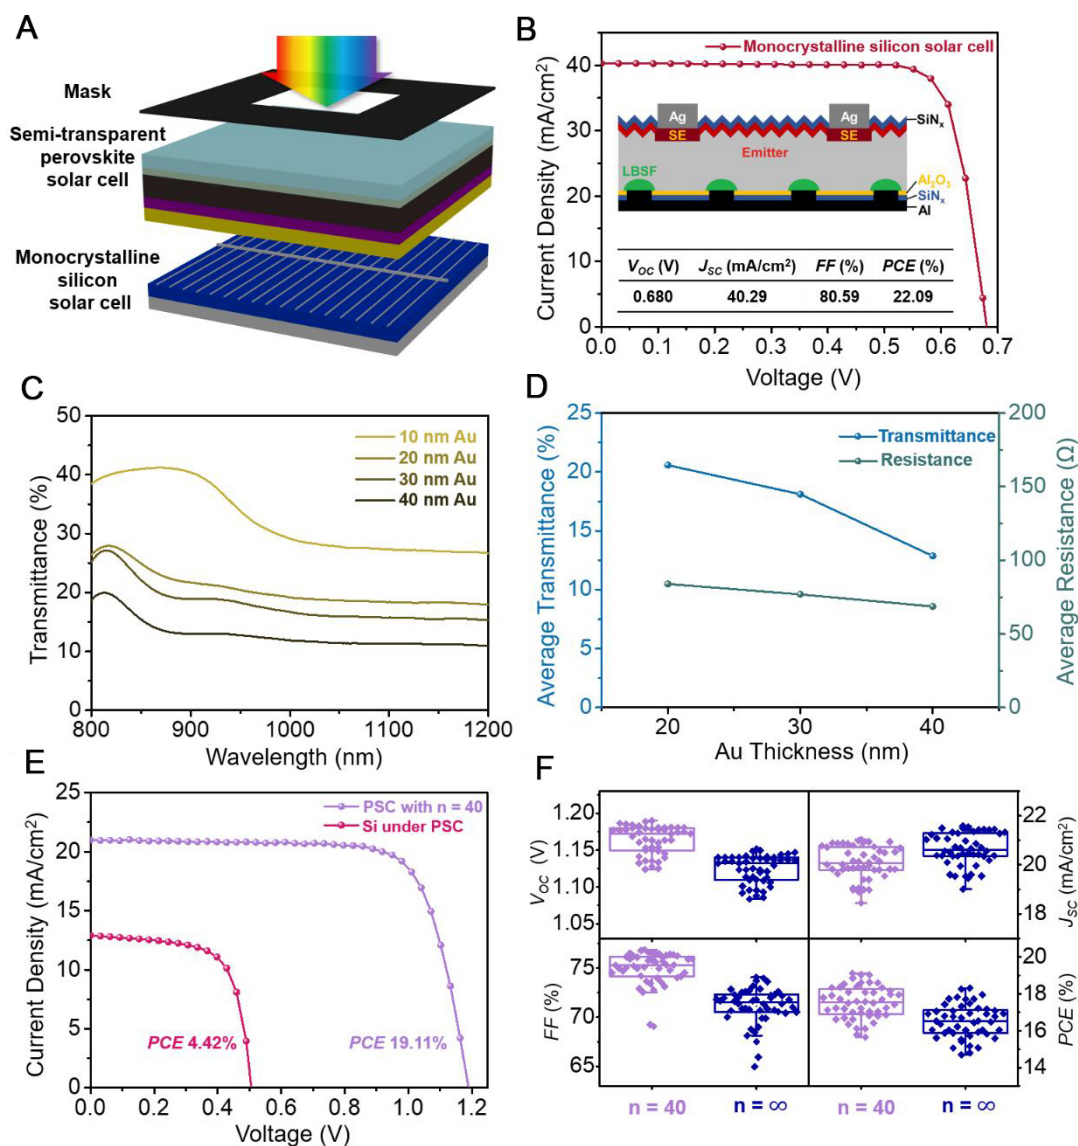 A
Mask
Semi-transparent
perovskite
solar cell
Monocrystalline
silicon
solar cell
B
Monocrystalline silicon solar cell
Current Density (mA/cm²)
40
30
20
10
0
Ag
Ag
SE
SE
SiNₓ
Emitter
LBSF
Al₂O₃
SiNₓ
Al
V_OC (V) J_SC (mA/cm²) FF (%) PCE (%)
0.680 40.29 80.59 22.09
0.0 0.1 0.2 0.3 0.4 0.5 0.6 0.7
Voltage (V)
C
Transmittance (%)
50
40
30
20
10
0
10 nm Au
20 nm Au
30 nm Au
40 nm Au
800 900 1000 1100 1200
Wavelength (nm)
D
Average Transmittance (%)
25
20
15
10
5
0
Transmittance
Resistance
200
150
100
50
0
Average Resistance (Ω)
20 30 40
Au Thickness (nm)
E
Current Density (mA/cm²)
25
20
15
10
5
0
PSC with n = 40
Si under PSC
PCE 4.42%
PCE 19.11%
0.0 0.2 0.4 0.6 0.8 1.0 1.2
Voltage (V)
F
V_OC (V)
1.20
1.15
1.10
1.05
22
21
20
21
J_SC (mA/cm²)
FF (%)
75
70
65
20
18
16
14
PCE (%)
n = 40 n = ∞ n = 40 n = ∞